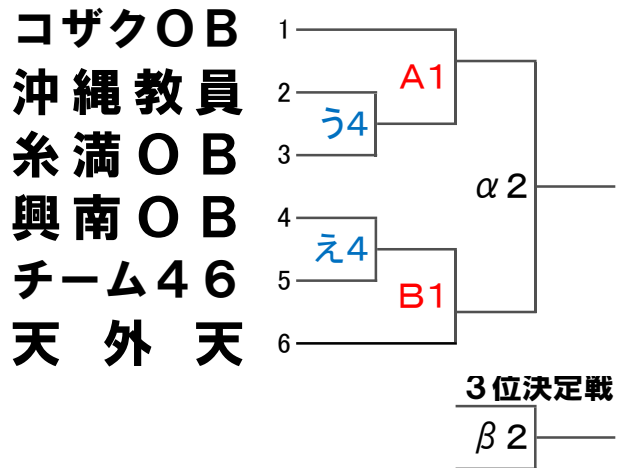 コザクOB 1
A1
沖縄教員 2
う4
糸満OB 3
α2
興南OB 4
え4
チーム46 5
B1
天外天 6
3位決定戦
β2